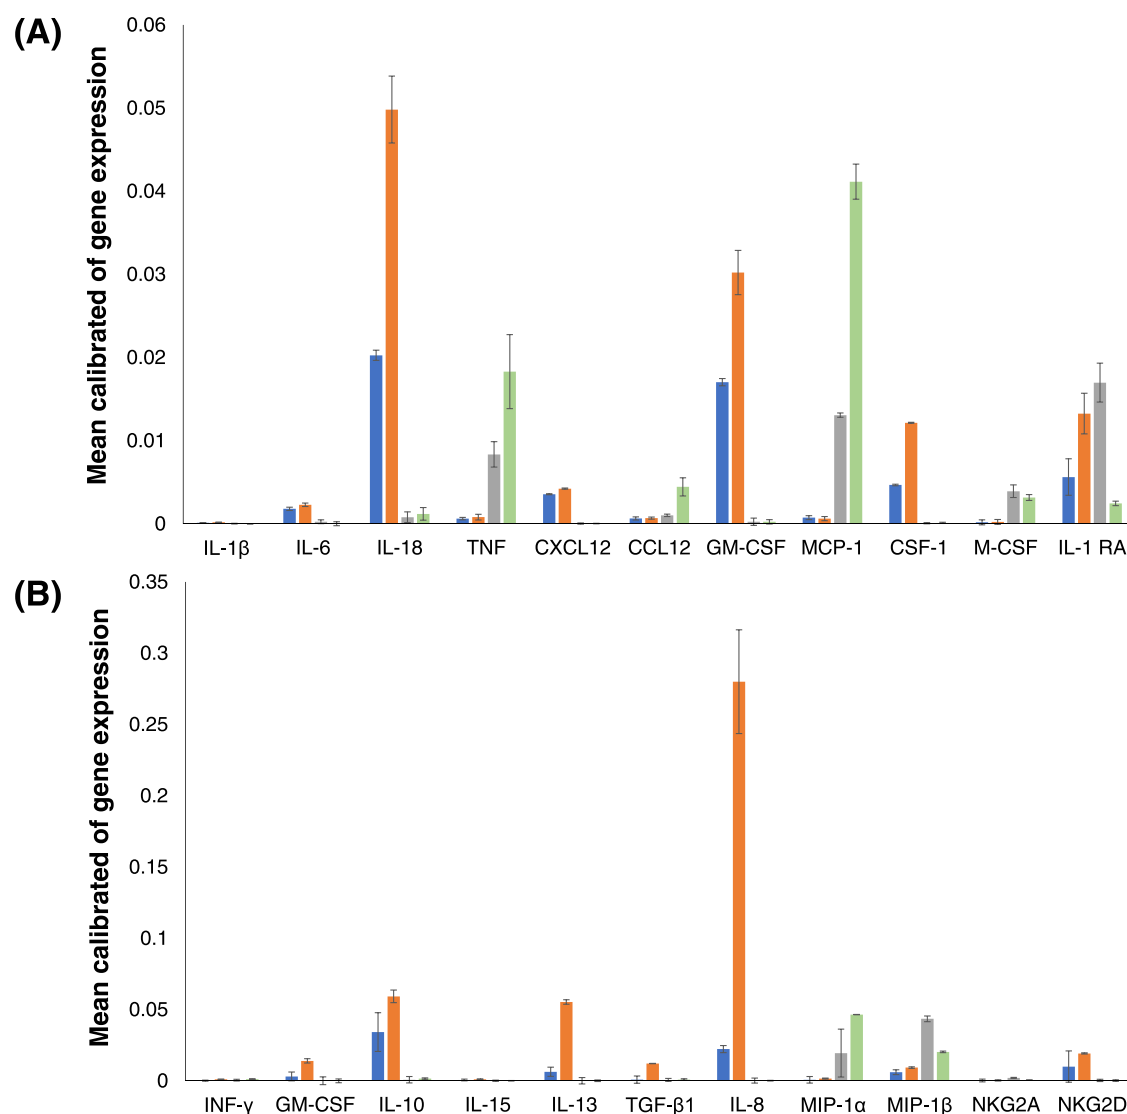 (A)
Mean calibrated of gene expression
0.06
0.05
0.04
0.03
0.02
0.01
0
IL-1β IL-6 IL-18 TNF CXCL12 CCL12 GM-CSF MCP-1 CSF-1 M-CSF IL-1 RA
(B)
Mean calibrated of gene expression
0.35
0.3
0.25
0.2
0.15
0.1
0.05
0
INF-γ GM-CSF IL-10 IL-15 IL-13 TGF-β1 IL-8 MIP-1α MIP-1β NKG2A NKG2D